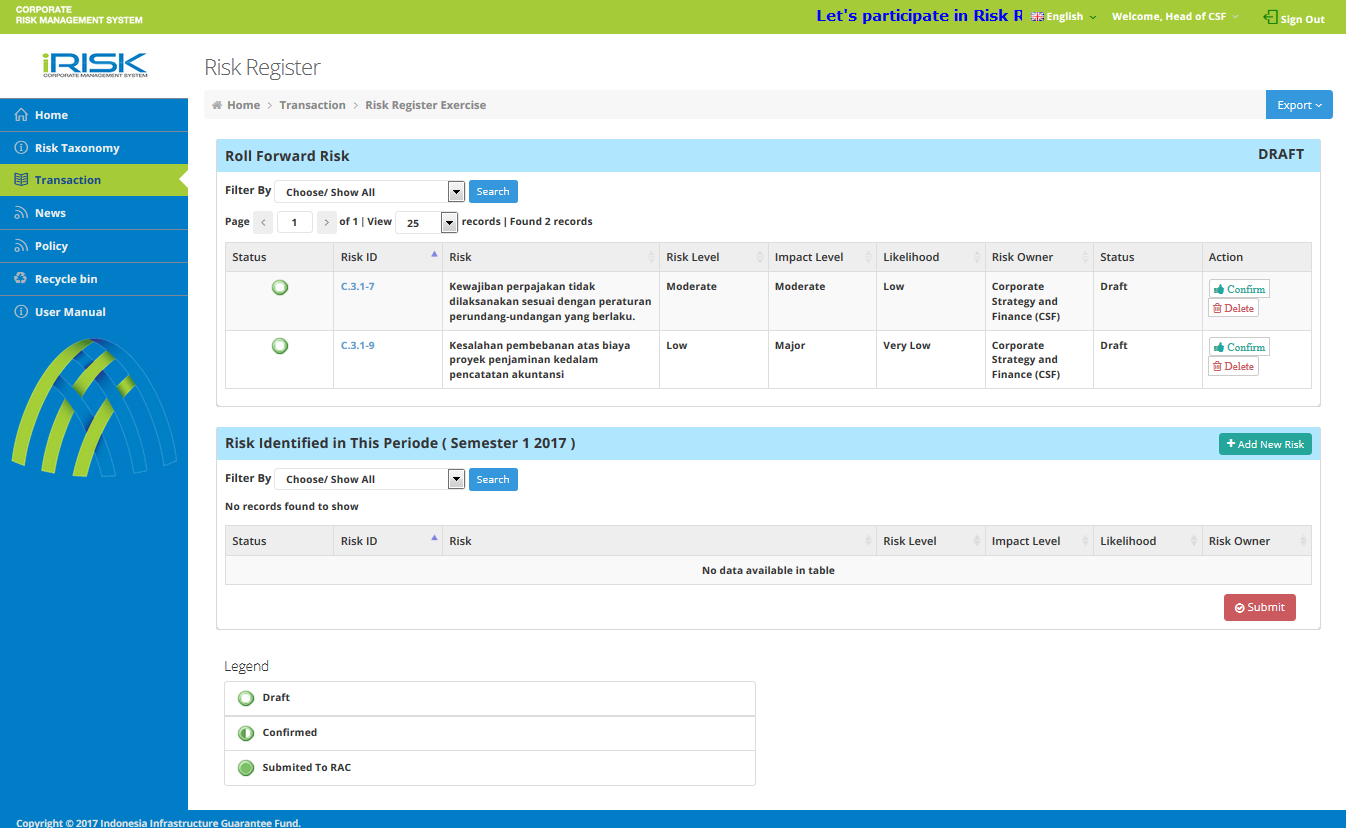 CORPORATE
RISK MANAGEMENT SYSTEM
Let's participate in Risk R
English
Welcome, Head of CSF
Sign Out
iRISK
CORPORATE MANAGEMENT SYSTEM
Home
Risk Taxonomy
Transaction
News
Policy
Recycle bin
User Manual
Risk Register
Home > Transaction > Risk Register Exercise
Export
Roll Forward Risk
DRAFT
Filter By Choose/ Show All Search
Page < 1 > of 1 | View 25 records | Found 2 records
Status Risk ID Risk Risk Level Impact Level Likelihood Risk Owner Status Action
C.3.1-7
Kewajiban perpajakan tidak
dilaksanakan sesuai dengan peraturan
perundang-undangan yang berlaku.
Moderate
Moderate
Low
Corporate
Strategy and
Finance (CSF)
Draft
Confirm
Delete
C.3.1-9
Kesalahan pembebanan atas biaya
proyek penjaminan kedalam
pencatatan akuntansi
Low
Major
Very Low
Corporate
Strategy and
Finance (CSF)
Draft
Confirm
Delete
Risk Identified in This Periode ( Semester 1 2017 )
+ Add New Risk
Filter By Choose/ Show All Search
No records found to show
Status Risk ID Risk Risk Level Impact Level Likelihood Risk Owner
No data available in table
Submit
Legend
Draft
Confirmed
Submited To RAC
Copyright © 2017 Indonesia Infrastructure Guarantee Fund.